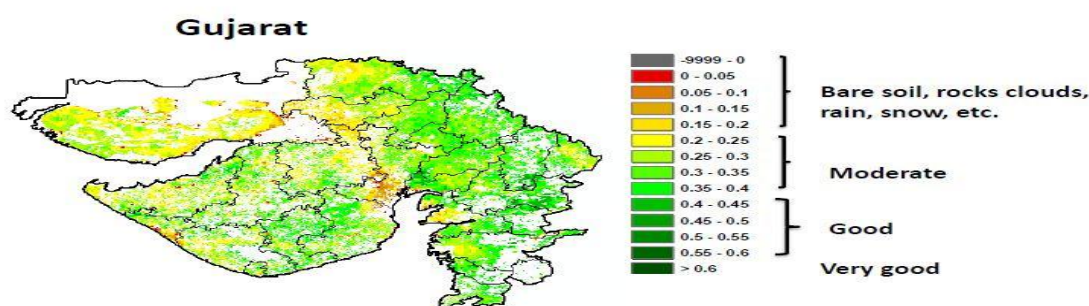 Gujarat
-9999 - 0
0 - 0.05
0.05 - 0.1
0.1 - 0.15
0.15 - 0.2
0.2 - 0.25
0.25 - 0.3
0.3 - 0.35
0.35 - 0.4
0.4 - 0.45
0.45 - 0.5
0.5 - 0.55
0.55 - 0.6
> 0.6
Bare soil, rocks clouds,
rain, snow, etc.
Moderate
Good
Very good